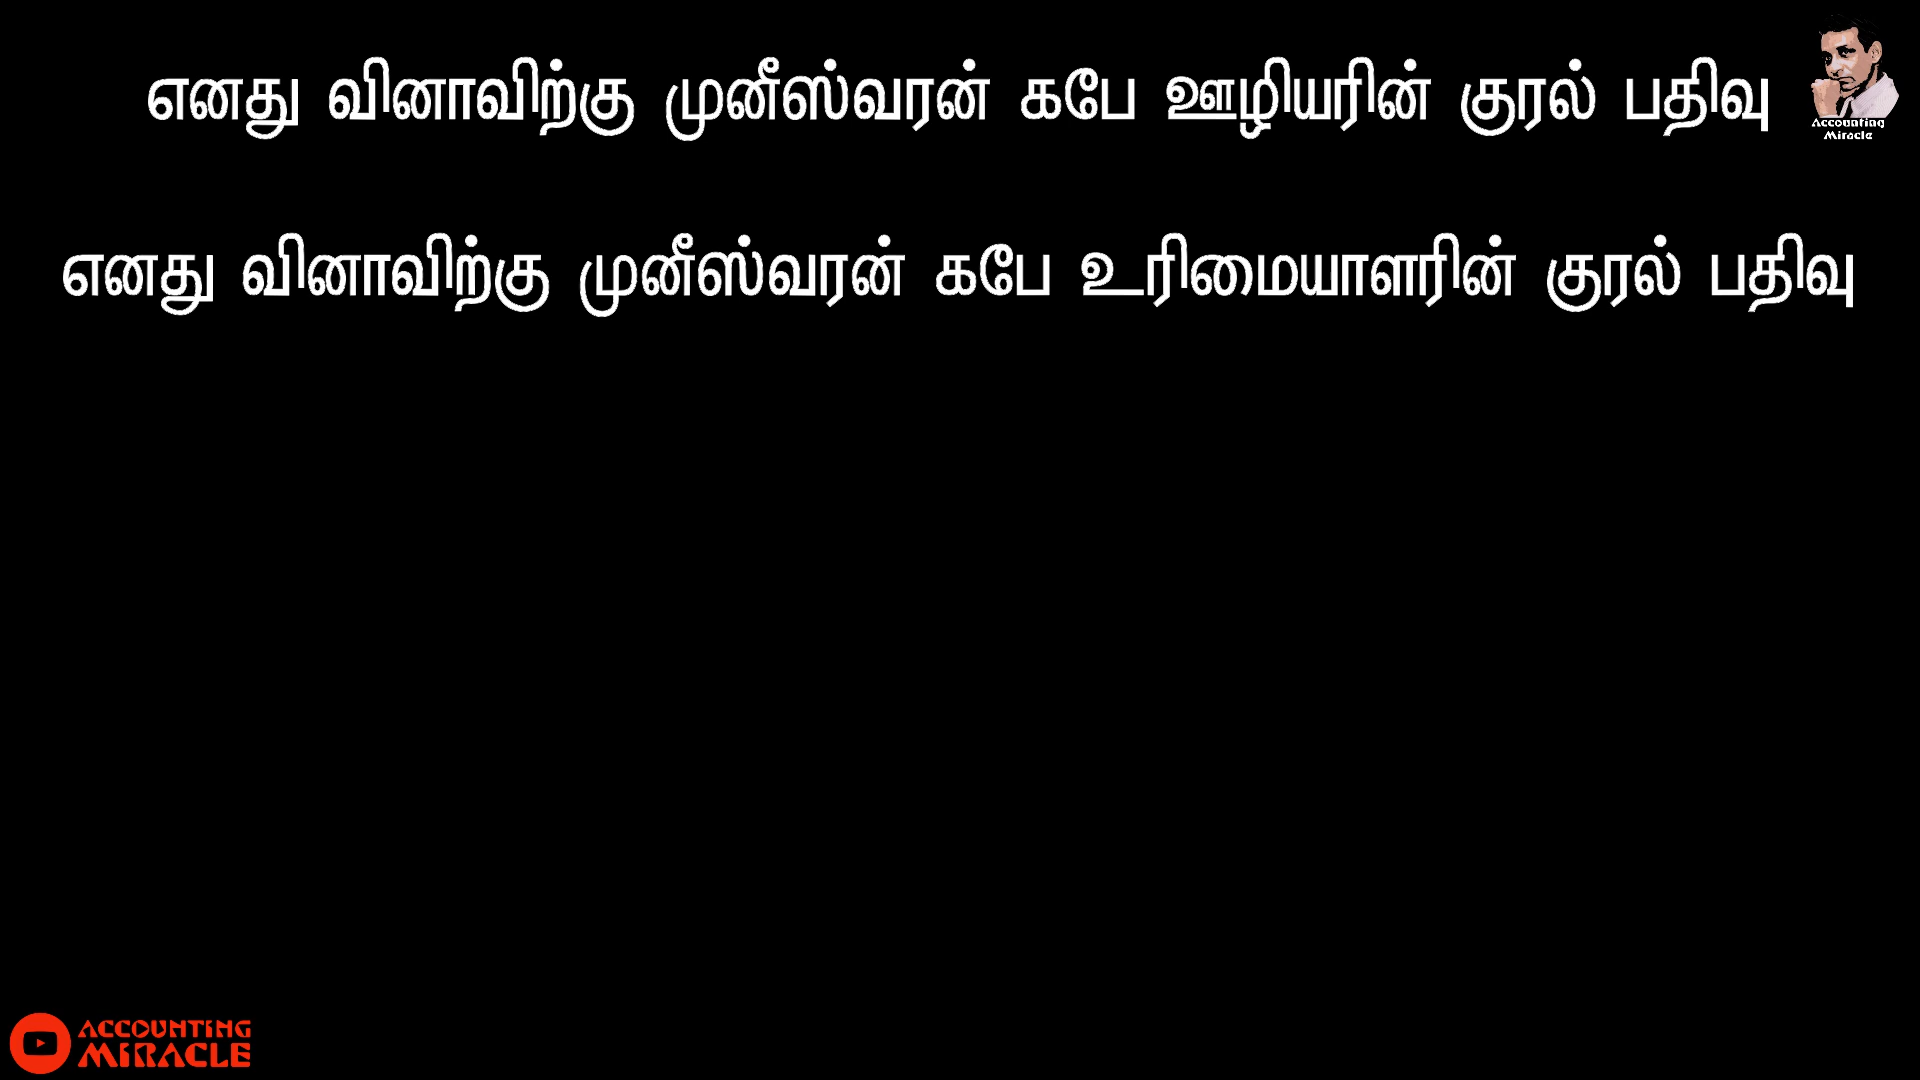 எனது வினாவிற்கு முனீஸ்வரன் கபே ஊழியரின் குரல் பதிவு
Accounting
Miracle
எனது வினாவிற்கு முனீஸ்வரன் கபே உரிமையாளரின் குரல் பதிவு
ACCOUNTING
MIRACLE